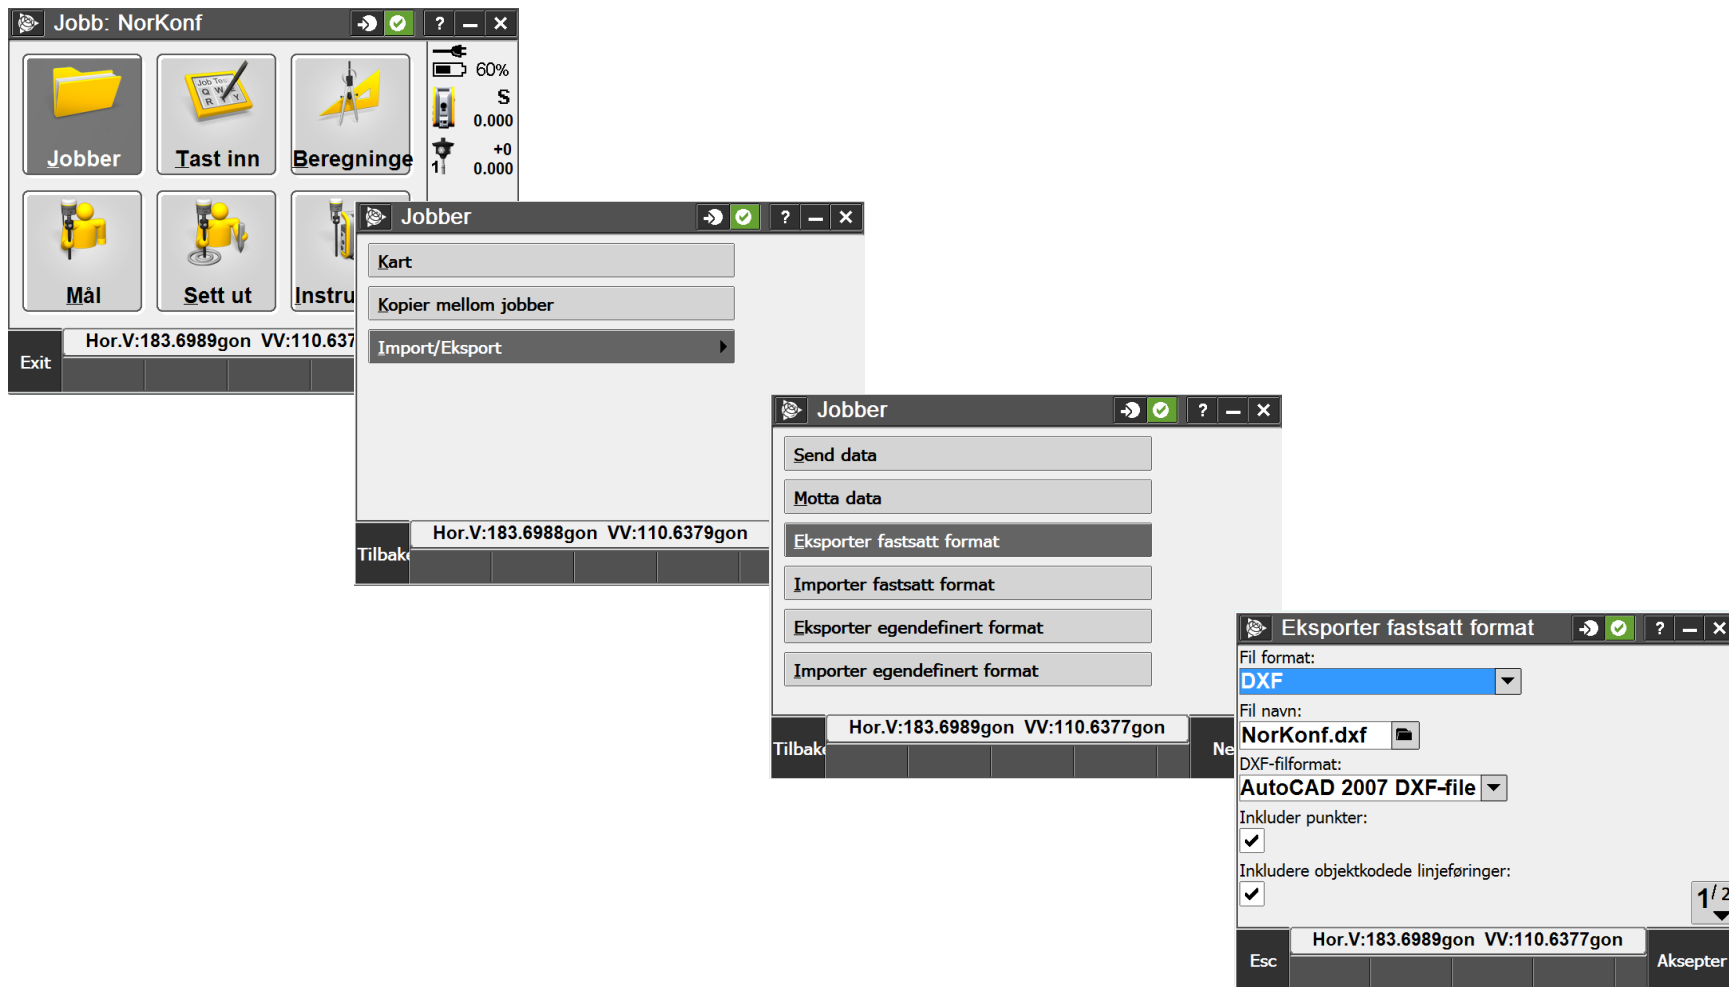 Jobb: NorKonf
?
60%
Job Te
Q W E
R T Y
S
0.000
+0
1
0.000
Jobber
Tast inn
Beregninge
Mål
Sett ut
Instru
Hor.V:183.6989gon VV:110.637
Exit
Jobber
?
Kart
Kopier mellom jobber
Import/Eksport
Hor.V:183.6988gon VV:110.6379gon
Tilbake
Jobber
?
Send data
Motta data
Eksporter fastsatt format
Importer fastsatt format
Eksporter egendefinert format
Importer egendefinert format
Hor.V:183.6989gon VV:110.6377gon
Tilbake
Ne
Eksporter fastsatt format
?
Fil format:
DXF
Fil navn:
NorKonf.dxf
DXF-filformat:
AutoCAD 2007 DXF-file
Inkluder punkter:
Inkludere objektkodede linjeføringer:
1/2
Hor.V:183.6989gon VV:110.6377gon
Esc
Aksepter